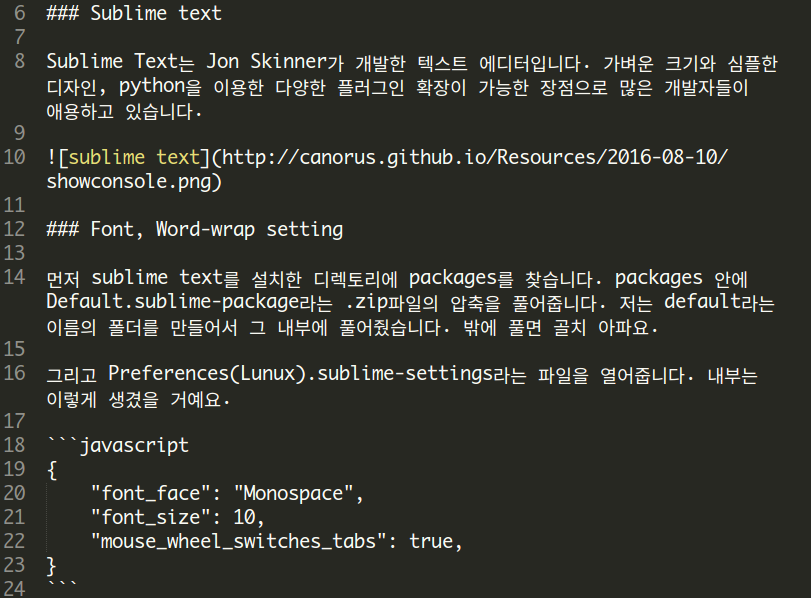 6 ### Sublime text
7
8 Sublime Text는 Jon Skinner가 개발한 텍스트 에디터입니다. 가벼운 크기와 심플한
디자인, python을 이용한 다양한 플러그인 확장이 가능한 장점으로 많은 개발자들이
애용하고 있습니다.
9
10 ![sublime text](http://canorus.github.io/Resources/2016-08-10/
showconsole.png)
11
12 ### Font, Word-wrap setting
13
14 먼저 sublime text를 설치한 디렉토리에 packages를 찾습니다. packages 안에
Default.sublime-package라는 .zip파일의 압축을 풀어줍니다. 저는 default라는
이름의 폴더를 만들어서 그 내부에 풀어줬습니다. 밖에 풀면 골치 아파요.
15
16 그리고 Preferences(Lunux).sublime-settings라는 파일을 열어줍니다. 내부는
이렇게 생겼을 거예요.
17
18 ```javascript
19 {
20     "font_face": "Monospace",
21     "font_size": 10,
22     "mouse_wheel_switches_tabs": true,
23 }
24 ```